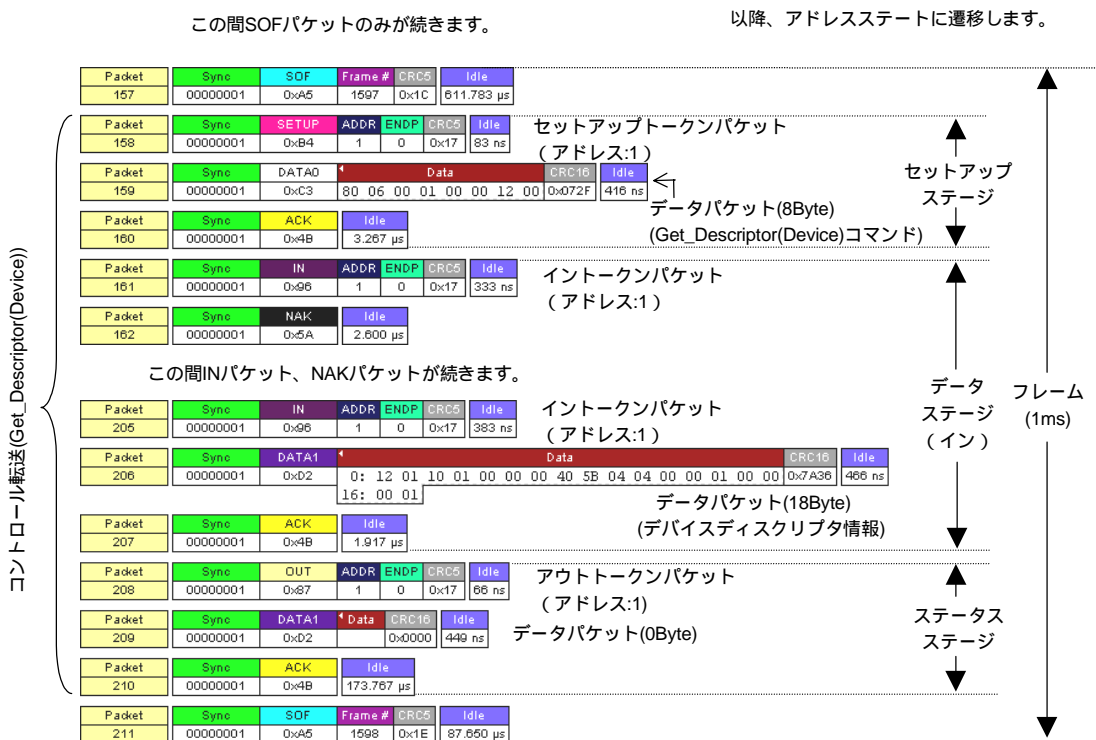 この間SOFパケットのみが続きます。
以降、アドレスステートに遷移します。
Packet Sync SOF Frame # CRC5 Idle
157 00000001 0xA5 1597 0x1C 611.783 μs
Packet Sync SETUP ADDR ENDP CRC5 Idle
158 00000001 0xB4 1 0 0x17 83 ns
セットアップトークンパケット
（アドレス:1）
Packet Sync DATA0 Data CRC16 Idle
159 00000001 0xC3 80 06 00 01 00 00 12 00 0x072F 416 ns
データパケット(8Byte)
(Get_Descriptor(Device)コマンド)
Packet Sync ACK Idle
160 00000001 0x4B 3.267 μs
セットアップ
ステージ
Packet Sync IN ADDR ENDP CRC5 Idle
161 00000001 0x96 1 0 0x17 333 ns
イントークンパケット
（アドレス:1）
Packet Sync NAK Idle
162 00000001 0x5A 2.600 μs
この間INパケット、NAKパケットが続きます。
Packet Sync IN ADDR ENDP CRC5 Idle
205 00000001 0x96 1 0 0x17 383 ns
イントークンパケット
（アドレス:1）
Packet Sync DATA1 Data CRC16 Idle
206 00000001 0xD2 0: 12 01 10 01 00 00 00 40 5B 04 04 00 00 01 00 00 0x7A36 466 ns
16: 00 01
データパケット(18Byte)
(デバイスディスクリプタ情報)
Packet Sync ACK Idle
207 00000001 0x4B 1.917 μs
データ
ステージ
（イン）
フレーム
(1ms)
コントロール転送(Get_Descriptor(Device))
Packet Sync OUT ADDR ENDP CRC5 Idle
208 00000001 0x87 1 0 0x17 66 ns
アウトトークンパケット
（アドレス:1)
Packet Sync DATA1 Data CRC16 Idle
209 00000001 0xD2 0x0000 449 ns
データパケット(0Byte)
Packet Sync ACK Idle
210 00000001 0x4B 173.767 μs
ステータス
ステージ
Packet Sync SOF Frame # CRC5 Idle
211 00000001 0xA5 1598 0x1E 87.650 μs